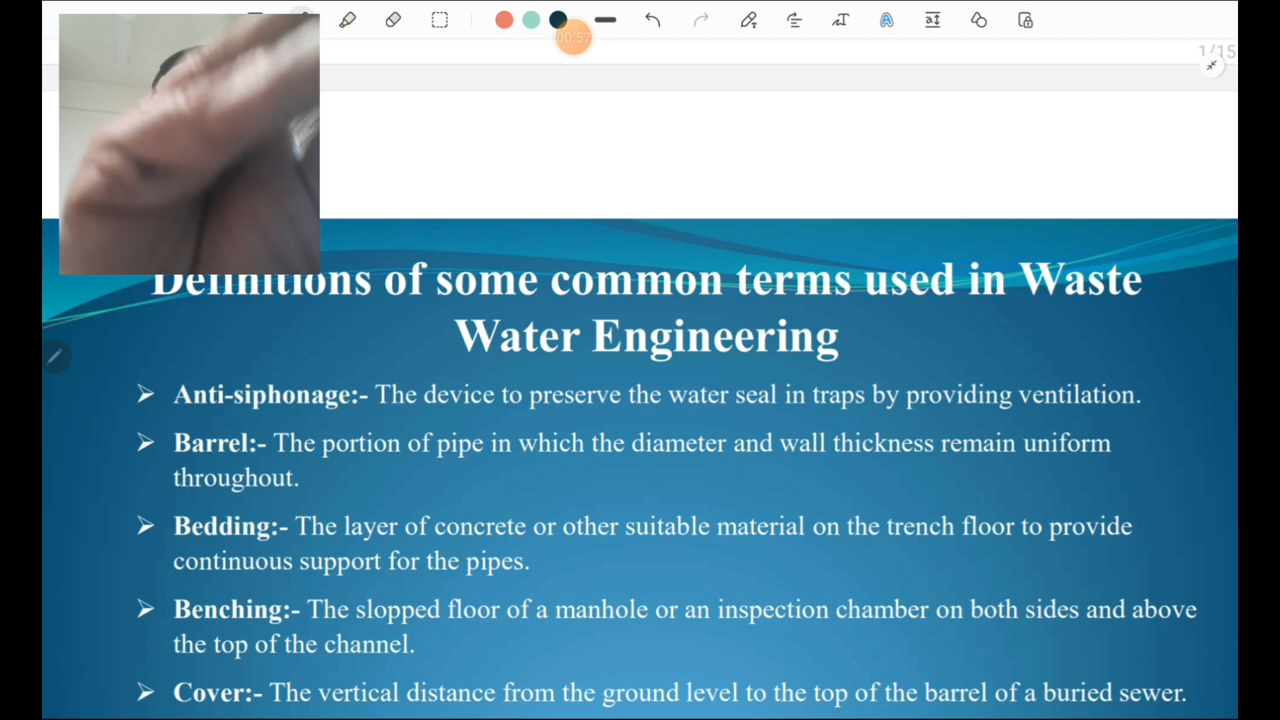 00:57
1/15
Definitions of some common terms used in Waste
Water Engineering
➢ Anti-siphonage:- The device to preserve the water seal in traps by providing ventilation.
➢ Barrel:- The portion of pipe in which the diameter and wall thickness remain uniform
throughout.
➢ Bedding:- The layer of concrete or other suitable material on the trench floor to provide
continuous support for the pipes.
➢ Benching:- The slopped floor of a manhole or an inspection chamber on both sides and above
the top of the channel.
➢ Cover:- The vertical distance from the ground level to the top of the barrel of a buried sewer.